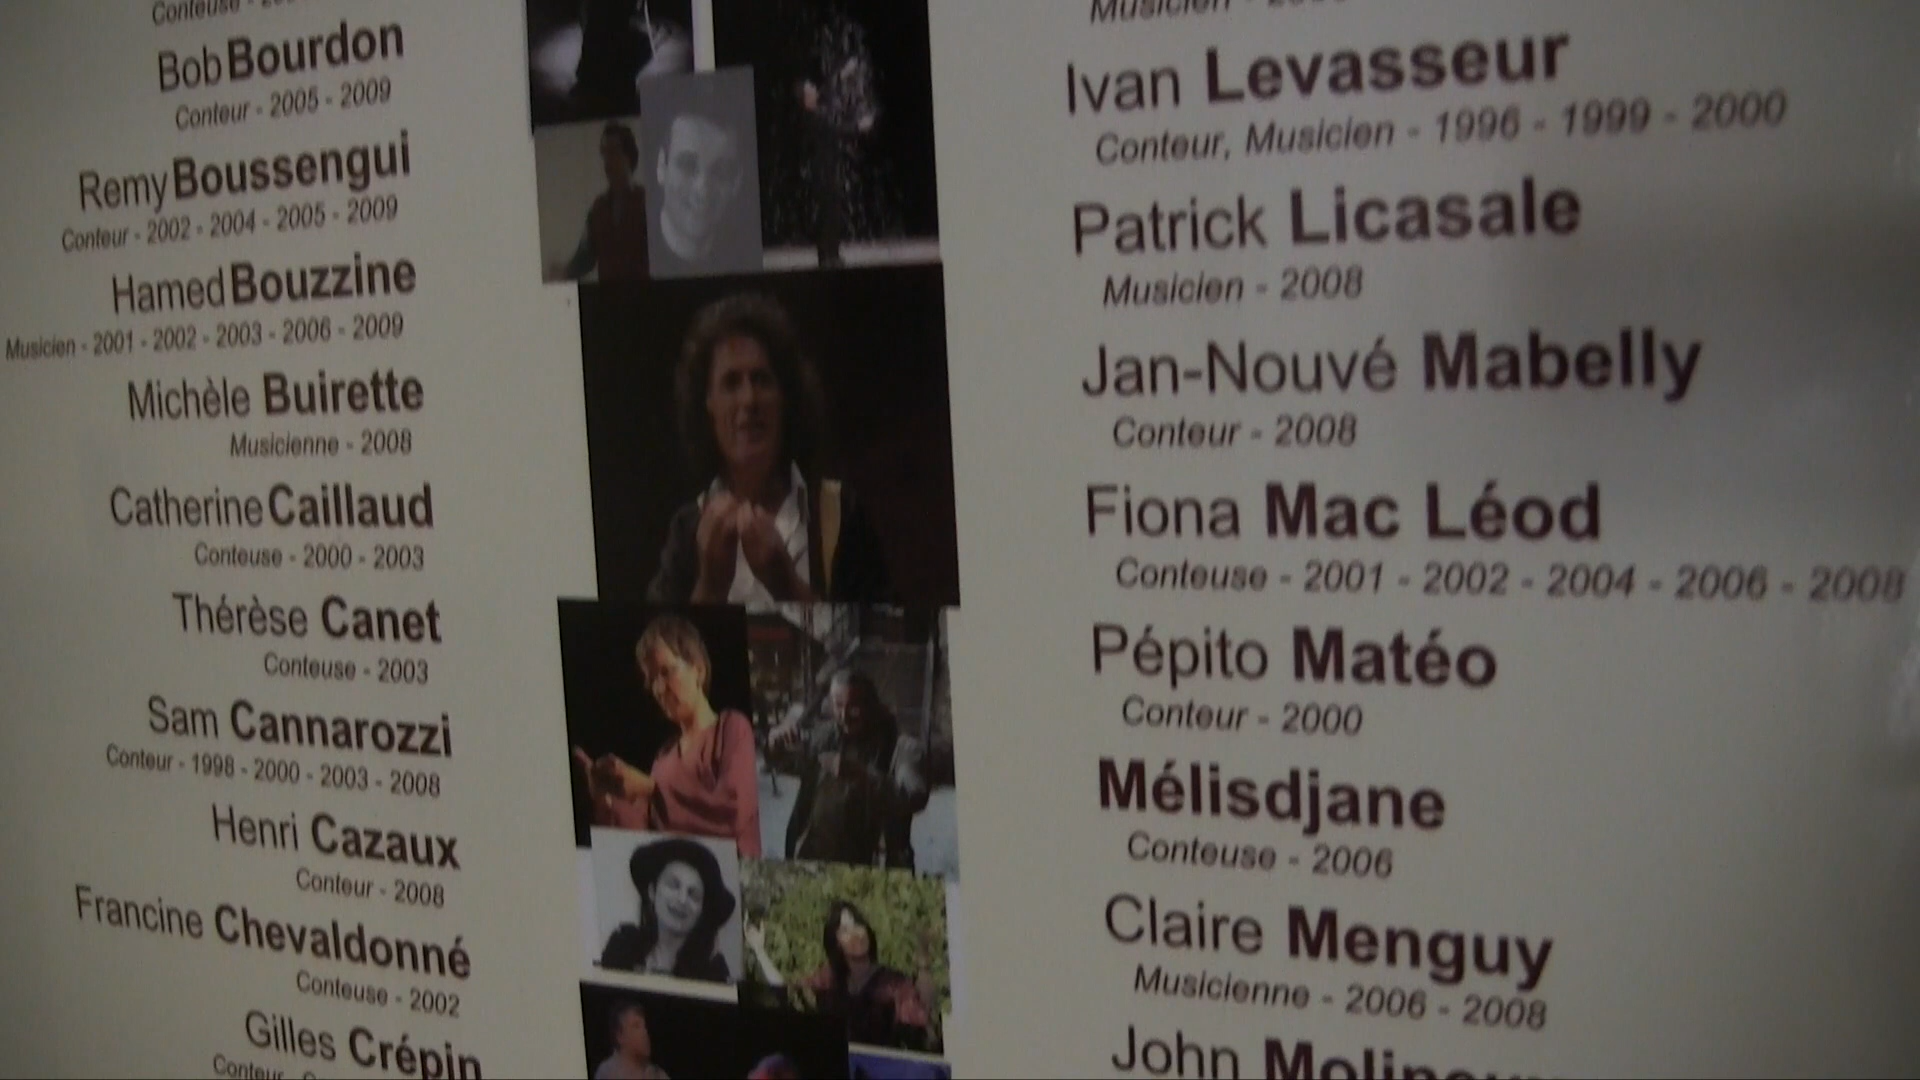 Conteuse
Bob Bourdon
Conteur - 2005 - 2009
Remy Boussengui
Conteur - 2002 - 2004 - 2005 - 2009
Hamed Bouzzine
Musicien - 2001 - 2002 - 2003 - 2006 - 2009
Michèle Buirette
Musicienne - 2008
Catherine Caillaud
Conteuse - 2000 - 2003
Thérèse Canet
Conteuse - 2003
Sam Cannarozzi
Conteur - 1998 - 2000 - 2003 - 2008
Henri Cazaux
Conteur - 2008
Francine Chevaldonné
Conteuse - 2002
Gilles Crépin
Conteur
Musicien
Ivan Levasseur
Conteur, Musicien - 1996 - 1999 - 2000
Patrick Licasale
Musicien - 2008
Jan-Nouvé Mabelly
Conteur - 2008
Fiona Mac Léod
Conteuse - 2001 - 2002 - 2004 - 2006 - 2008
Pépito Matéo
Conteur - 2000
Mélisdjane
Conteuse - 2006
Claire Menguy
Musicienne - 2006 - 2008
John